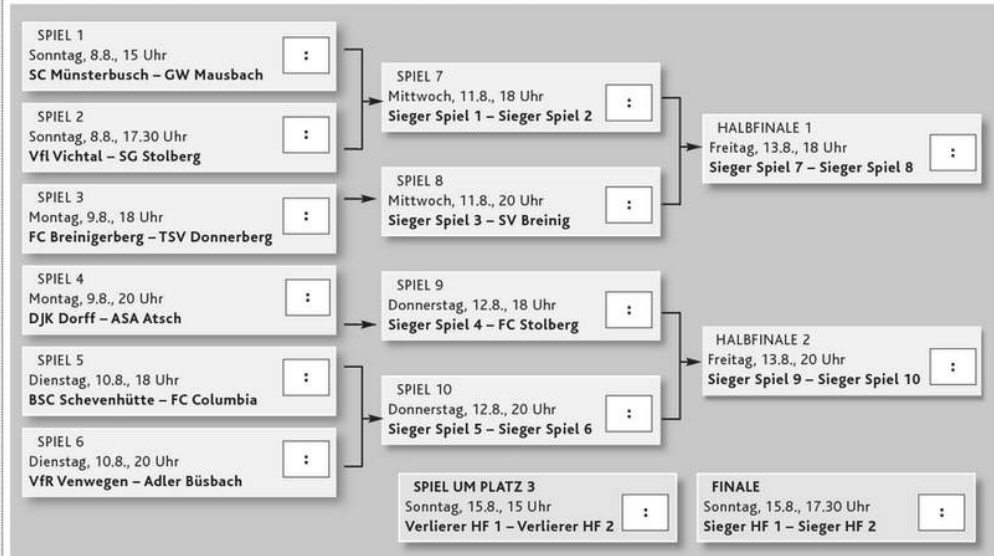 SPIEL 1
Sonntag, 8.8., 15 Uhr
SC Münsterbusch – GW Mausbach
:
SPIEL 2
Sonntag, 8.8., 17.30 Uhr
Vfl Vichtal – SG Stolberg
:
SPIEL 3
Montag, 9.8., 18 Uhr
FC Breinigerberg – TSV Donnerberg
:
SPIEL 4
Montag, 9.8., 20 Uhr
DJK Dorff – ASA Atsch
:
SPIEL 5
Dienstag, 10.8., 18 Uhr
BSC Schevenhütte – FC Columbia
:
SPIEL 6
Dienstag, 10.8., 20 Uhr
VfR Venwegen – Adler Büsbach
:
SPIEL 7
Mittwoch, 11.8., 18 Uhr
Sieger Spiel 1 – Sieger Spiel 2
:
SPIEL 8
Mittwoch, 11.8., 20 Uhr
Sieger Spiel 3 – SV Breinig
:
SPIEL 9
Donnerstag, 12.8., 18 Uhr
Sieger Spiel 4 – FC Stolberg
:
SPIEL 10
Donnerstag, 12.8., 20 Uhr
Sieger Spiel 5 – Sieger Spiel 6
:
HALBFINALE 1
Freitag, 13.8., 18 Uhr
Sieger Spiel 7 – Sieger Spiel 8
:
HALBFINALE 2
Freitag, 13.8., 20 Uhr
Sieger Spiel 9 – Sieger Spiel 10
:
SPIEL UM PLATZ 3
Sonntag, 15.8., 15 Uhr
Verlierer HF 1 – Verlierer HF 2
:
FINALE
Sonntag, 15.8., 17.30 Uhr
Sieger HF 1 – Sieger HF 2
: